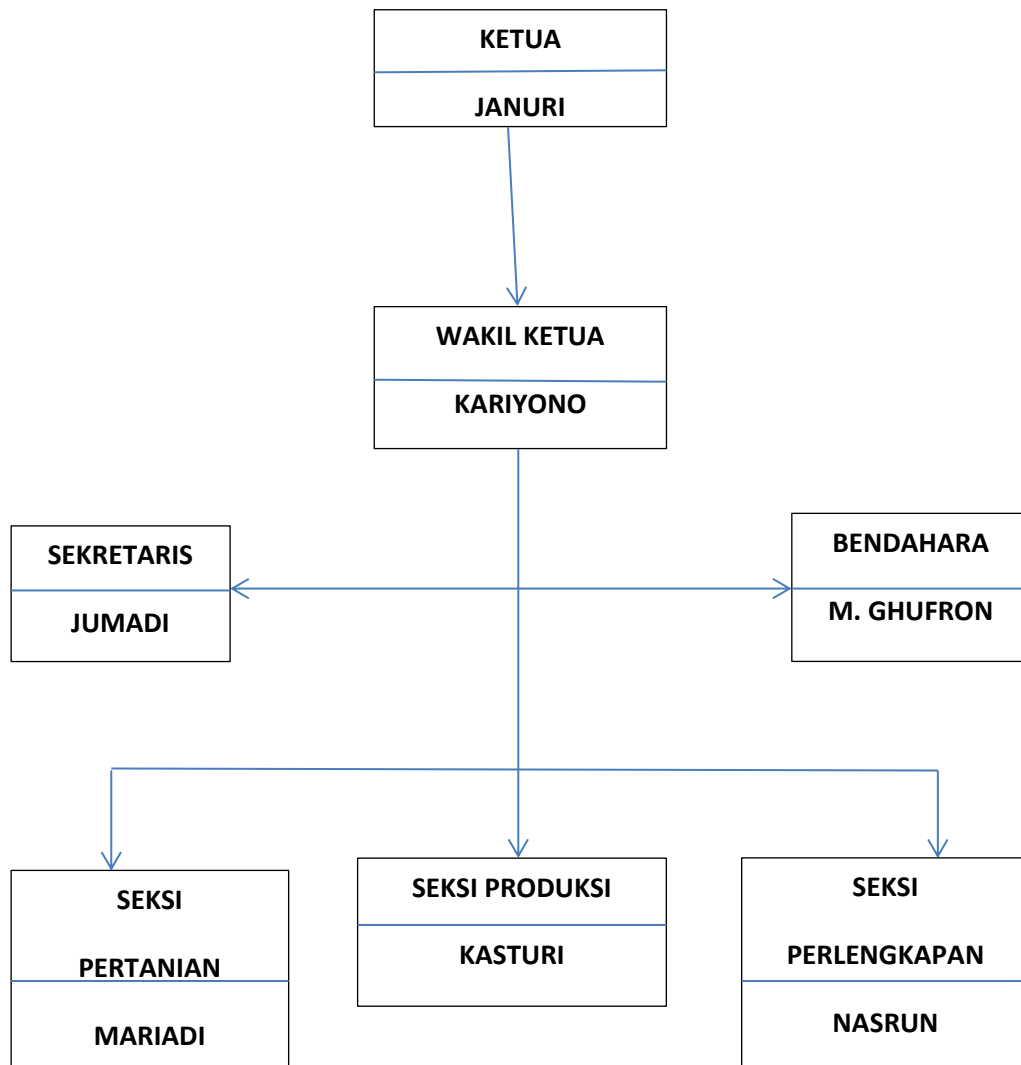 KETUA
JANURI
WAKIL KETUA
KARIYONO
SEKRETARIS
JUMADI
BENDAHARA
M. GHUFRON
SEKSI
PERTANIAN
MARIADI
SEKSI PRODUKSI
KASTURI
SEKSI
PERLENGKAPAN
NASRUN